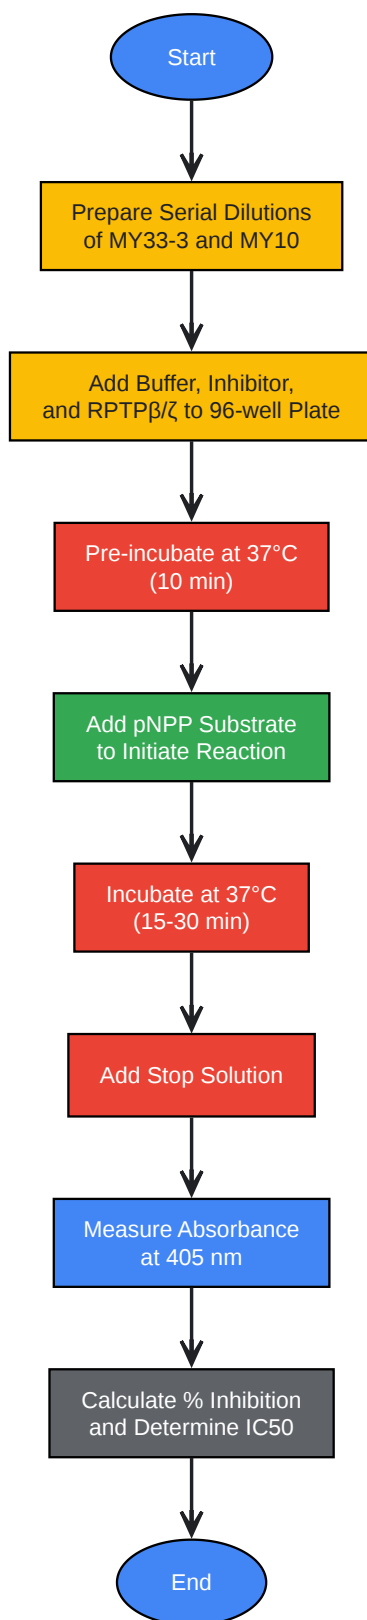 Start
Prepare Serial Dilutions
of MY33-3 and MY10
Add Buffer, Inhibitor,
and RPTPβ/ζ to 96-well Plate
Pre-incubate at 37°C
(10 min)
Add pNPP Substrate
to Initiate Reaction
Incubate at 37°C
(15-30 min)
Add Stop Solution
Measure Absorbance
at 405 nm
Calculate % Inhibition
and Determine IC50
End